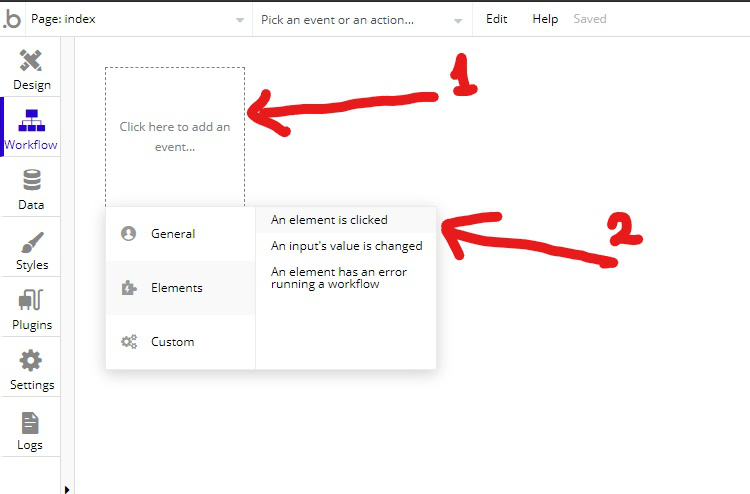 .b Page: index Pick an event or an action... Edit Help Saved
1
Design
Click here to add an
event...
Workflow
Data
An element is clicked
2
General
An input's value is changed
Styles
An element has an error
running a workflow
Elements
Plugins
Custom
Settings
Logs